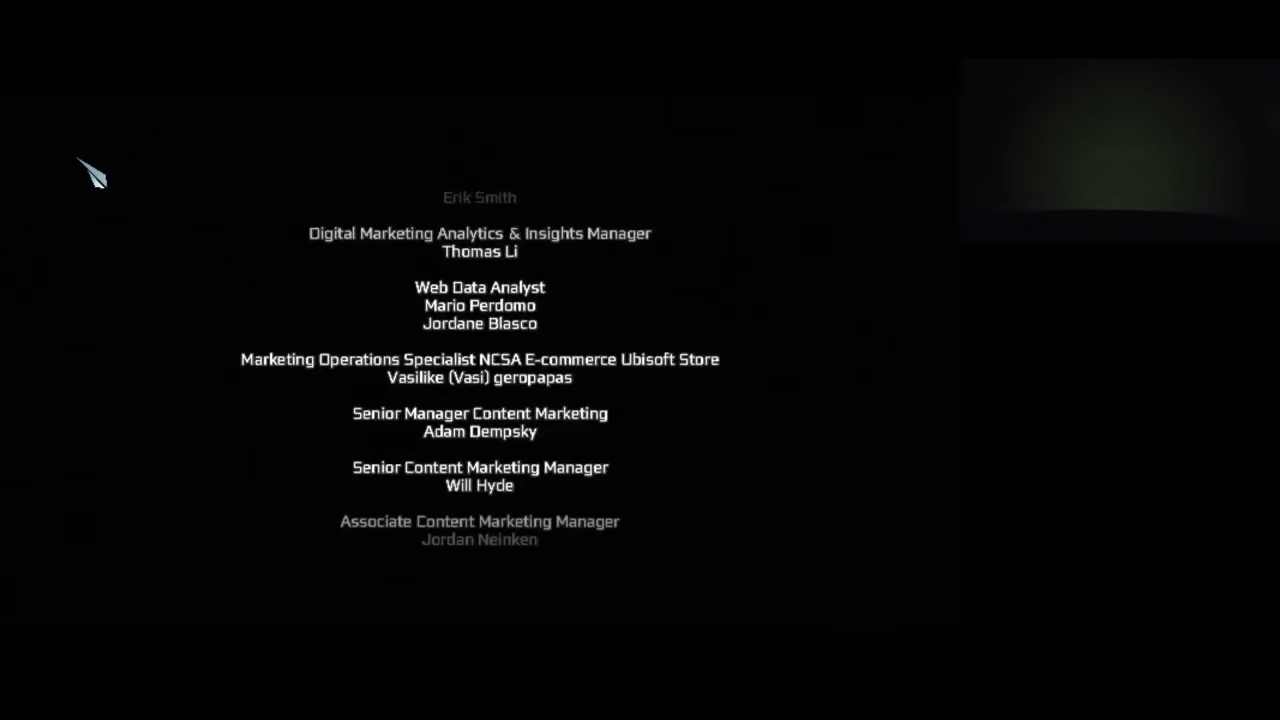 Erik Smith
Digital Marketing Analytics & Insights Manager
Thomas Li
Web Data Analyst
Mario Perdomo
Jordane Blasco
Marketing Operations Specialist NCSA E-commerce Ubisoft Store
Vasilike (Vasi) geropapas
Senior Manager Content Marketing
Adam Dempsky
Senior Content Marketing Manager
Will Hyde
Associate Content Marketing Manager
Jordan Neinken